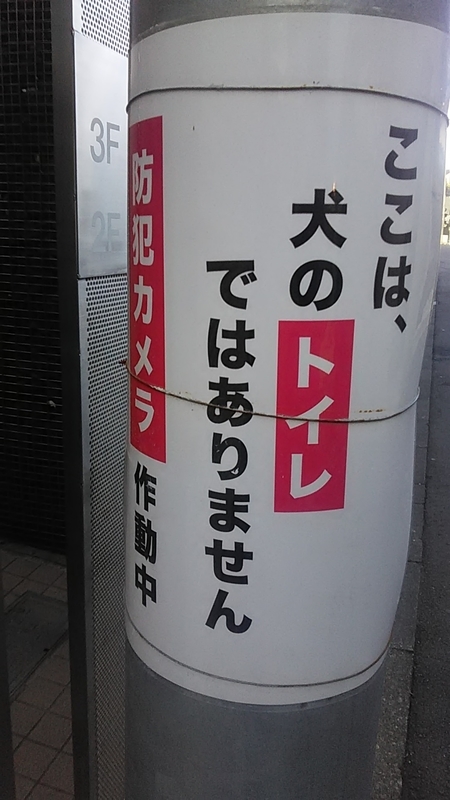 ここは、
犬のトイレ
ではありません
防犯カメラ作動中
3F
2F